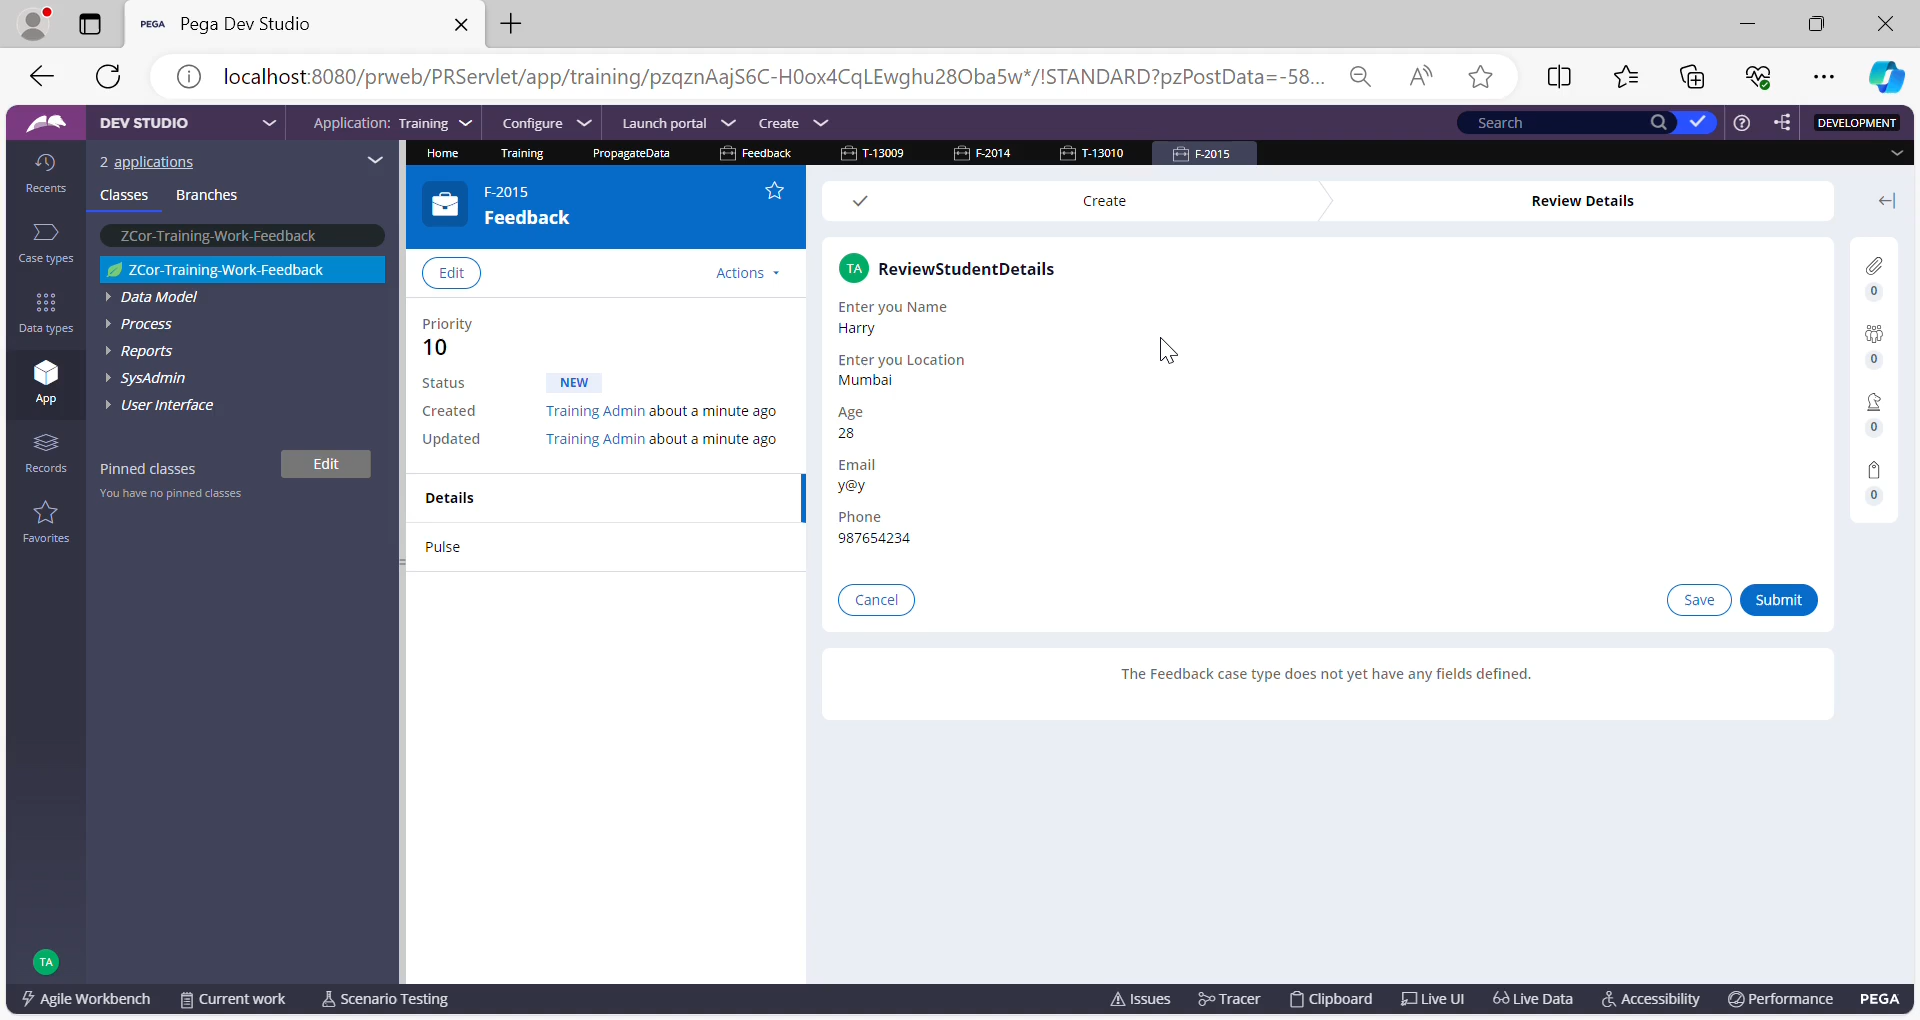 PEGA Pega Dev Studio
localhost:8080/prweb/PRServlet/app/training/pzqznAajS6C-H0ox4CqLEwghu28Oba5w*/!STANDARD?pzPostData=-58...
DEV STUDIO Application: Training Configure Launch portal Create Search DEVELOPMENT
Home Training PropagateData Feedback T-13009 F-2014 T-13010 F-2015
Recents
Case types
Data types
App
Records
Favorites
TA
2 applications
Classes Branches
ZCor-Training-Work-Feedback
ZCor-Training-Work-Feedback
Data Model
Process
Reports
SysAdmin
User Interface
Pinned classes Edit
You have no pinned classes
F-2015
Feedback
Edit Actions
Priority
10
Status NEW
Created Training Admin about a minute ago
Updated Training Admin about a minute ago
Details
Pulse
Create Review Details
TA ReviewStudentDetails
Enter you Name
Harry
Enter you Location
Mumbai
Age
28
Email
y@y
Phone
987654234
Cancel Save Submit
The Feedback case type does not yet have any fields defined.
0
0
0
0
Agile Workbench Current work Scenario Testing Issues Tracer Clipboard Live UI Live Data Accessibility Performance PEGA